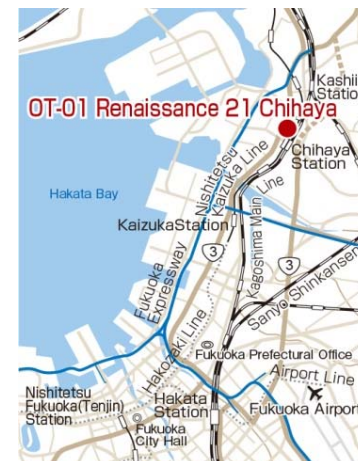 Kashii
Station
OT-01 Renaissance 21 Chihaya
Chihaya
Station
Nishitetsu
Kaizuka Line
Hakata Bay
Kaizuka Station
Kagoshima Main
Line
3
3
Fukuoka
Expressway
Sanyo Shinkansen
Hakozaki Line
Fukuoka Prefectural Office
Airport Line
Nishitetsu
Fukuoka(Tenjin)
Station
Hakata
Station
Fukuoka Airport
Fukuoka
City Hall